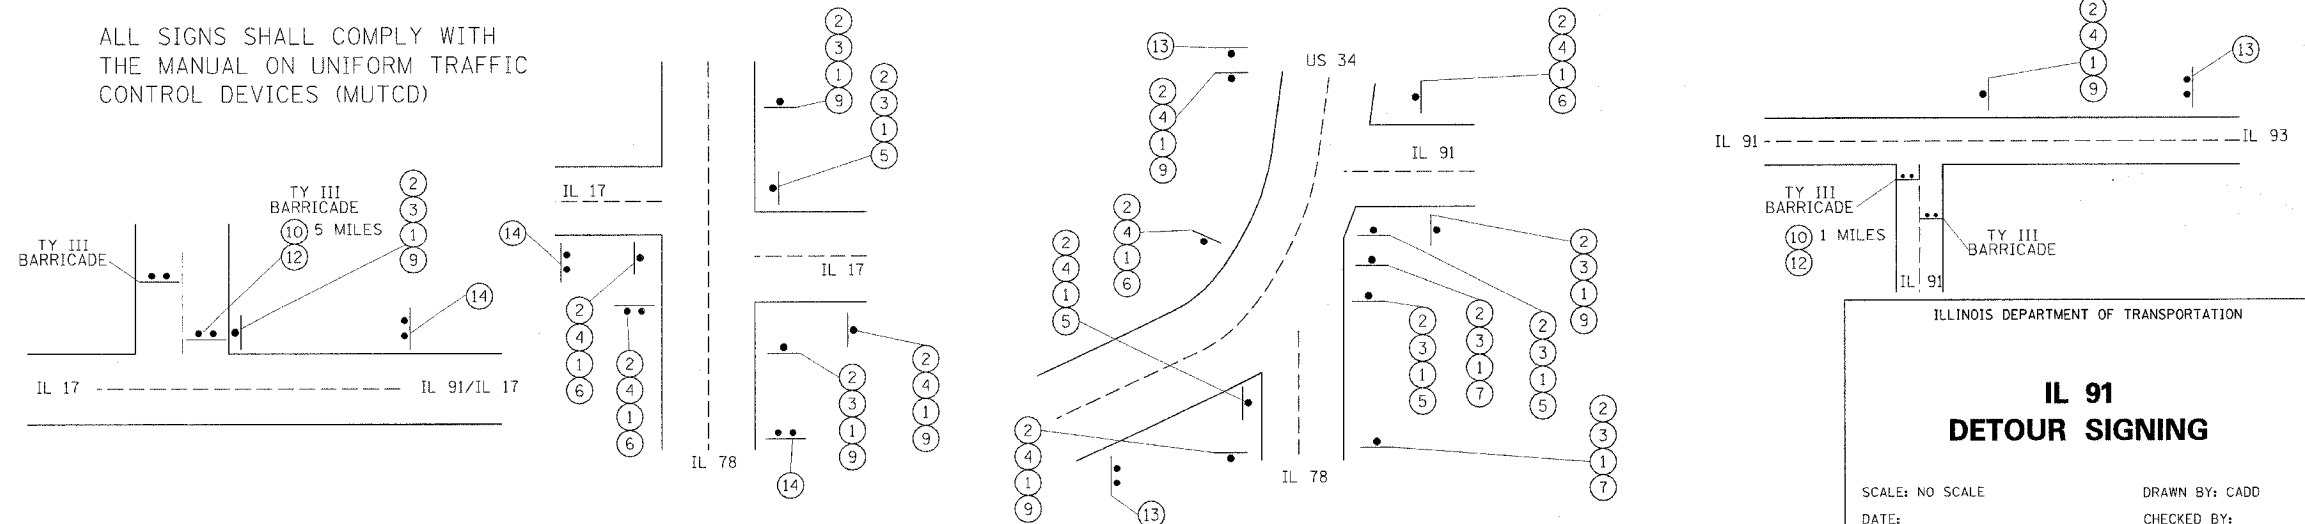 ALL SIGNS SHALL COMPLY WITH
THE MANUAL ON UNIFORM TRAFFIC
CONTROL DEVICES (MUTCD)
TY III
BARRICADE
TY III
BARRICADE
10 5 MILES
12
2
3
1
9
14
IL 17
IL 91/IL 17
2
3
1
9
2
3
1
5
IL 17
14
IL 17
2
4
1
6
2
4
1
6
IL 78
14
2
3
1
9
2
4
1
9
13
US 34
2
4
1
9
2
4
1
6
IL 91
2
4
1
6
2
4
1
5
2
4
1
9
13
IL 78
2
3
1
5
2
3
1
7
2
3
1
5
2
3
1
9
2
3
1
7
2
4
1
9
13
IL 91
IL 93
TY III
BARRICADE
10 1 MILES
12
TY III
BARRICADE
IL 91
ILLINOIS DEPARTMENT OF TRANSPORTATION
IL 91
DETOUR SIGNING
SCALE: NO SCALE
DRAWN BY: CADD
DATE:
CHECKED BY: